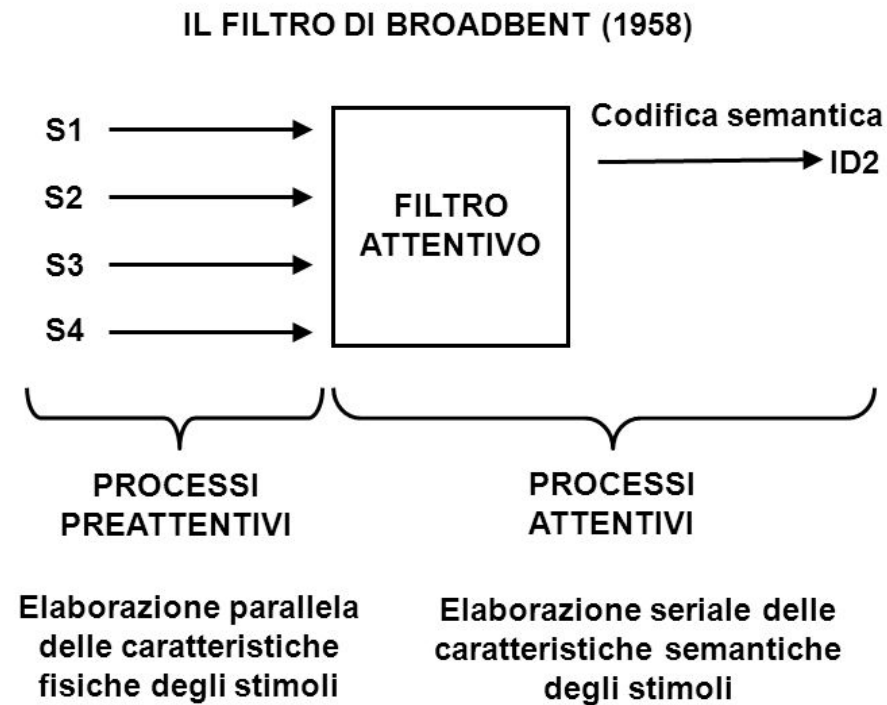 IL FILTRO DI BROADBENT (1958)
S1
S2
S3
S4
FILTRO
ATTENTIVO
Codifica semantica
ID2
PROCESSI
PREATTENTIVI
PROCESSI
ATTENTIVI
Elaborazione parallela
delle caratteristiche
fisiche degli stimoli
Elaborazione seriale delle
caratteristiche semantiche
degli stimoli